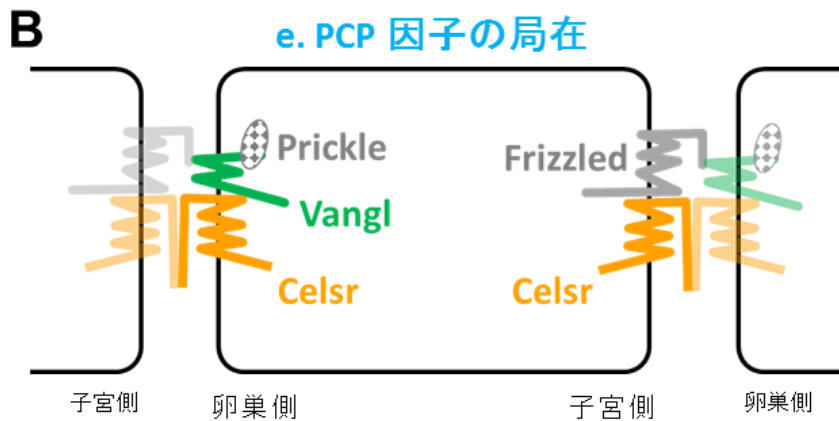 B
e. PCP 因子の局在
Prickle
Frizzled
Vangl
Celsr
Celsr
子宮側
卵巣側
子宮側
卵巣側